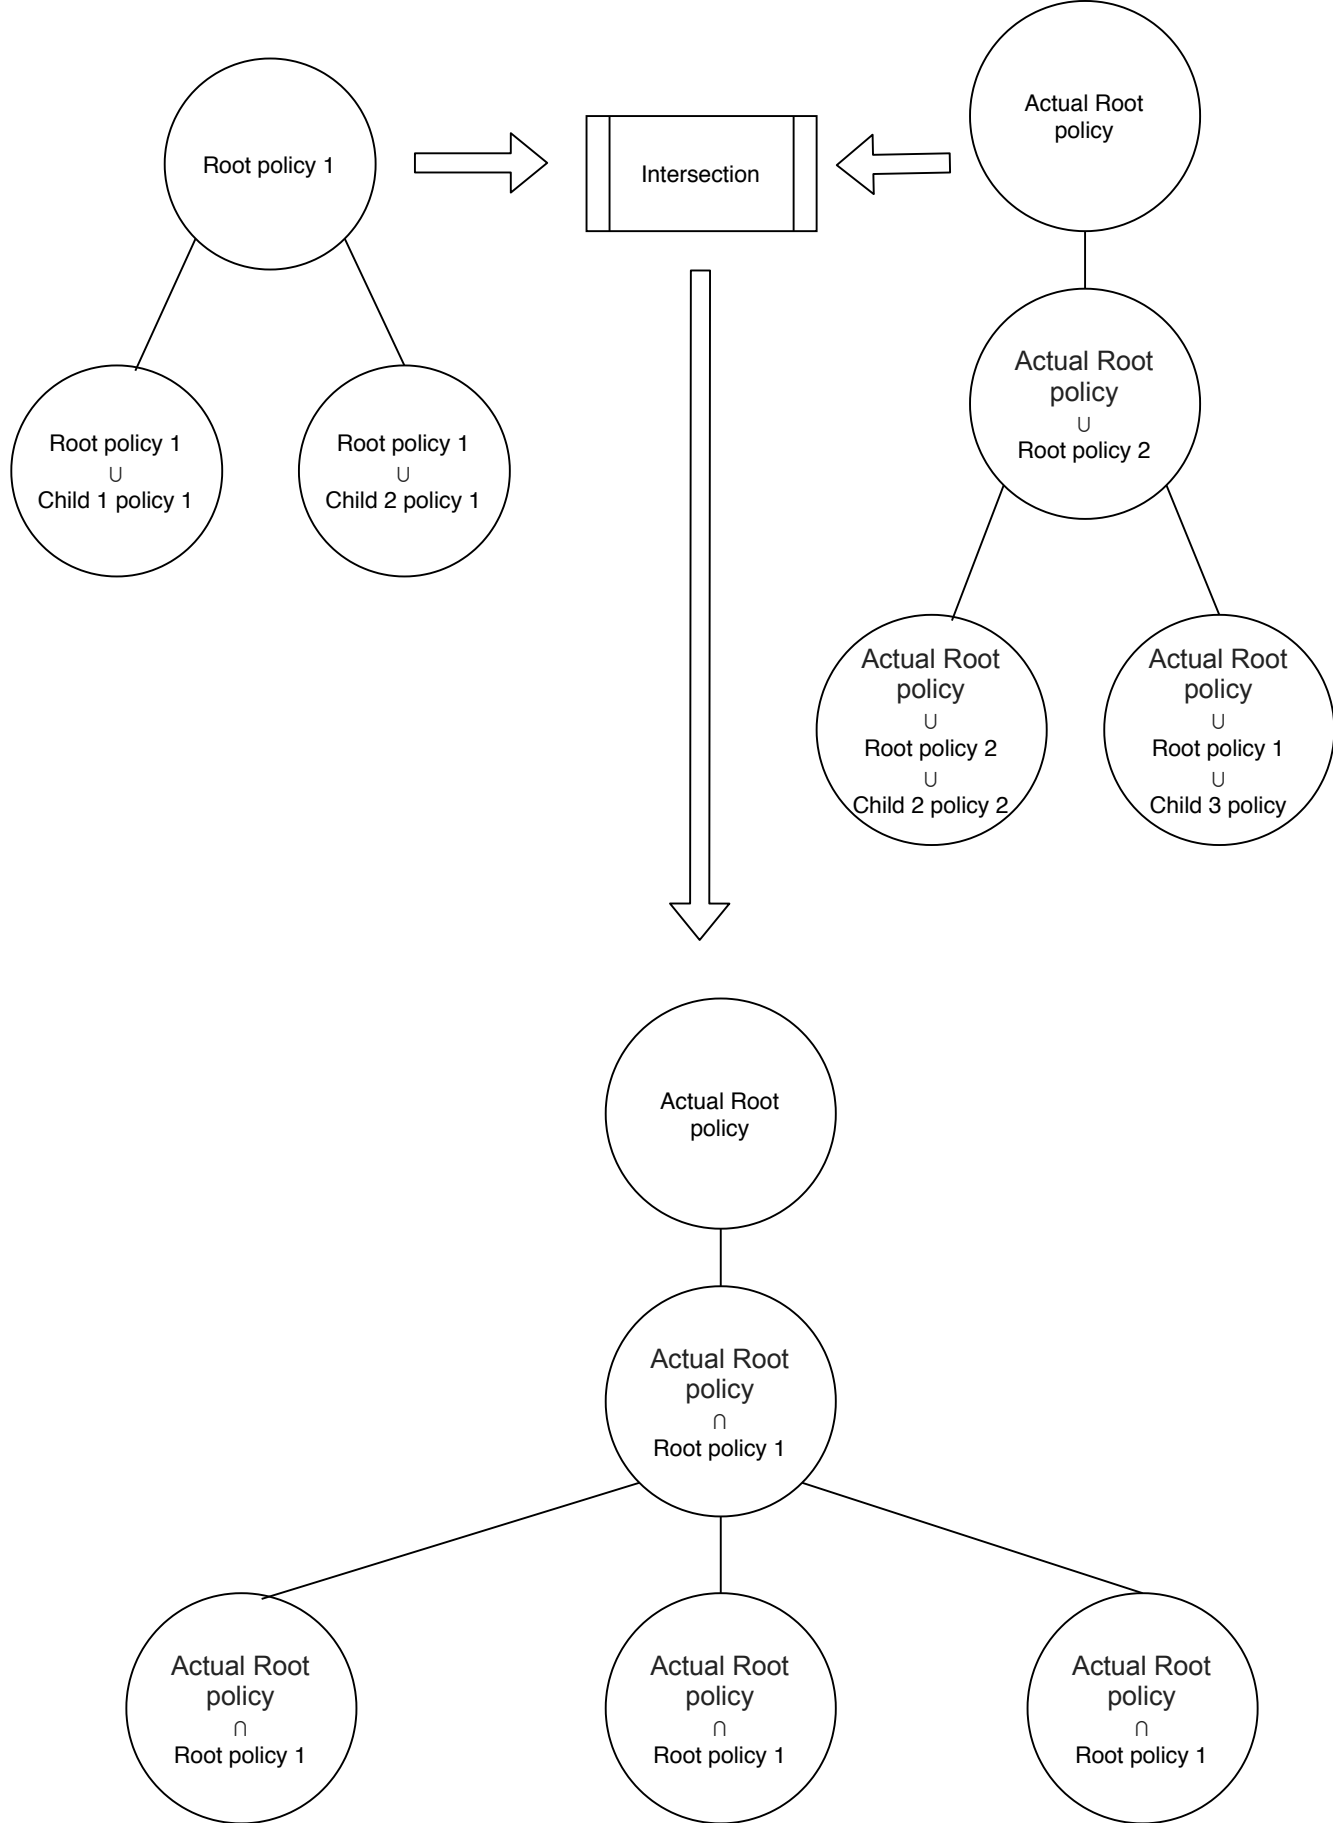 Root policy 1
Intersection
Actual Root
policy
Actual Root
policy
∪
Root policy 2
Root policy 1
∪
Child 1 policy 1
Root policy 1
∪
Child 2 policy 1
Actual Root
policy
∪
Root policy 2
∪
Child 2 policy 2
Actual Root
policy
∪
Root policy 1
∪
Child 3 policy
Actual Root
policy
Actual Root
policy
∩
Root policy 1
Actual Root
policy
∩
Root policy 1
Actual Root
policy
∩
Root policy 1
Actual Root
policy
∩
Root policy 1